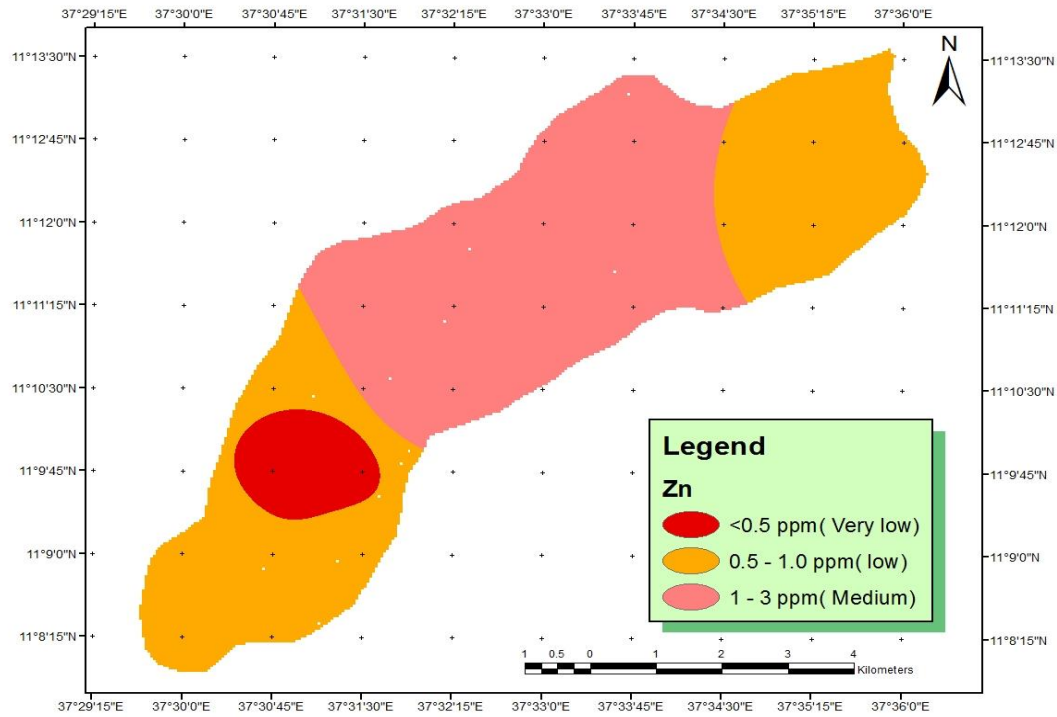 37°29'15"E 37°30'0"E 37°30'45"E 37°31'30"E 37°32'15"E 37°33'0"E 37°33'45"E 37°34'30"E 37°35'15"E 37°36'0"E
N
11°13'30"N 11°13'30"N
11°12'45"N 11°12'45"N
11°12'0"N 11°12'0"N
11°11'15"N 11°11'15"N
11°10'30"N 11°10'30"N
Legend
11°9'45"N 11°9'45"N
Zn
<0.5 ppm( Very low)
11°9'0"N 11°9'0"N
0.5 - 1.0 ppm( low)
1 - 3 ppm( Medium)
11°8'15"N 11°8'15"N
1 0.5 0 1 2 3 4
Kilometers
37°29'15"E 37°30'0"E 37°30'45"E 37°31'30"E 37°32'15"E 37°33'0"E 37°33'45"E 37°34'30"E 37°35'15"E 37°36'0"E